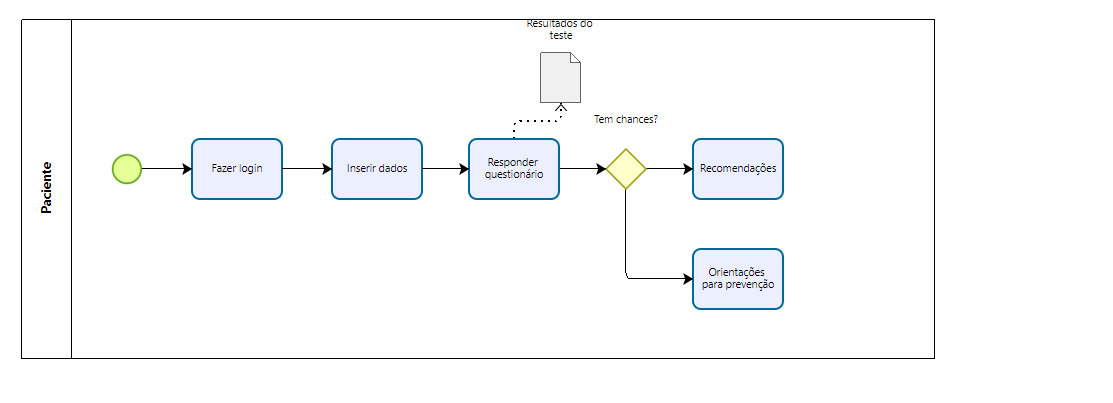 Paciente
Resultados do
teste
Tem chances?
Fazer login
Inserir dados
Responder
questionário
Recomendações
Orientações
para prevenção